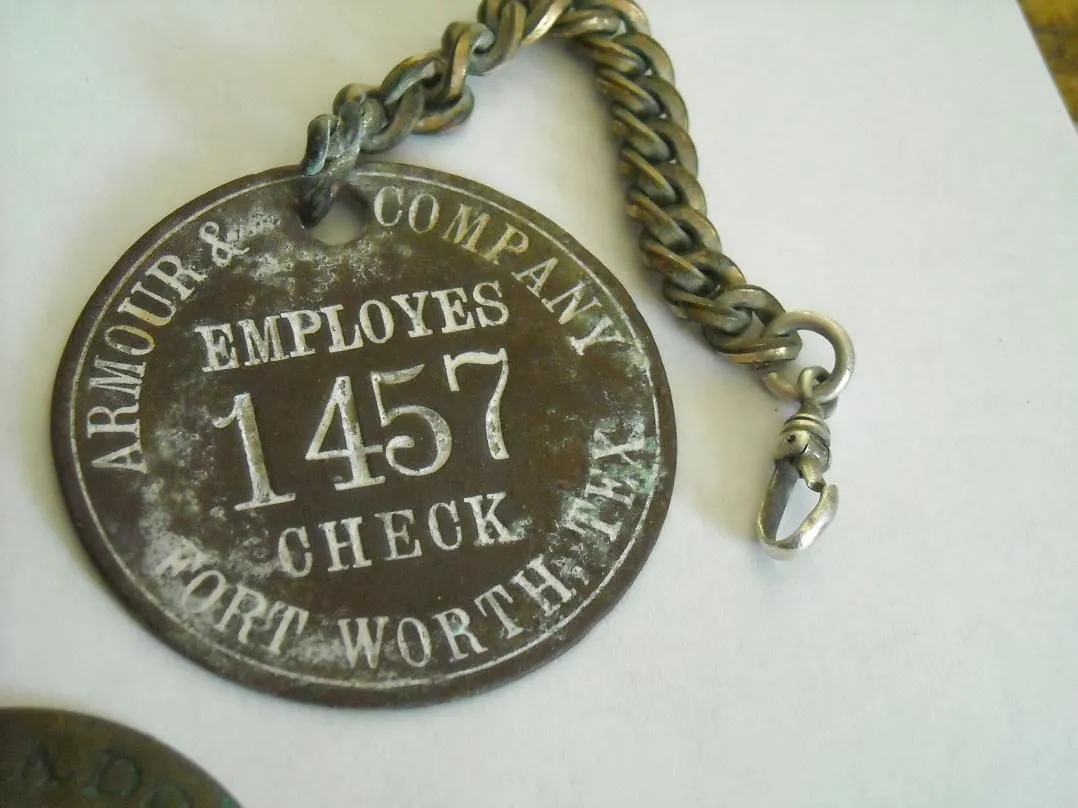 ARMOUR & COMPANY
EMPLOYES
1457
CHECK
FORT WORTH, TEX